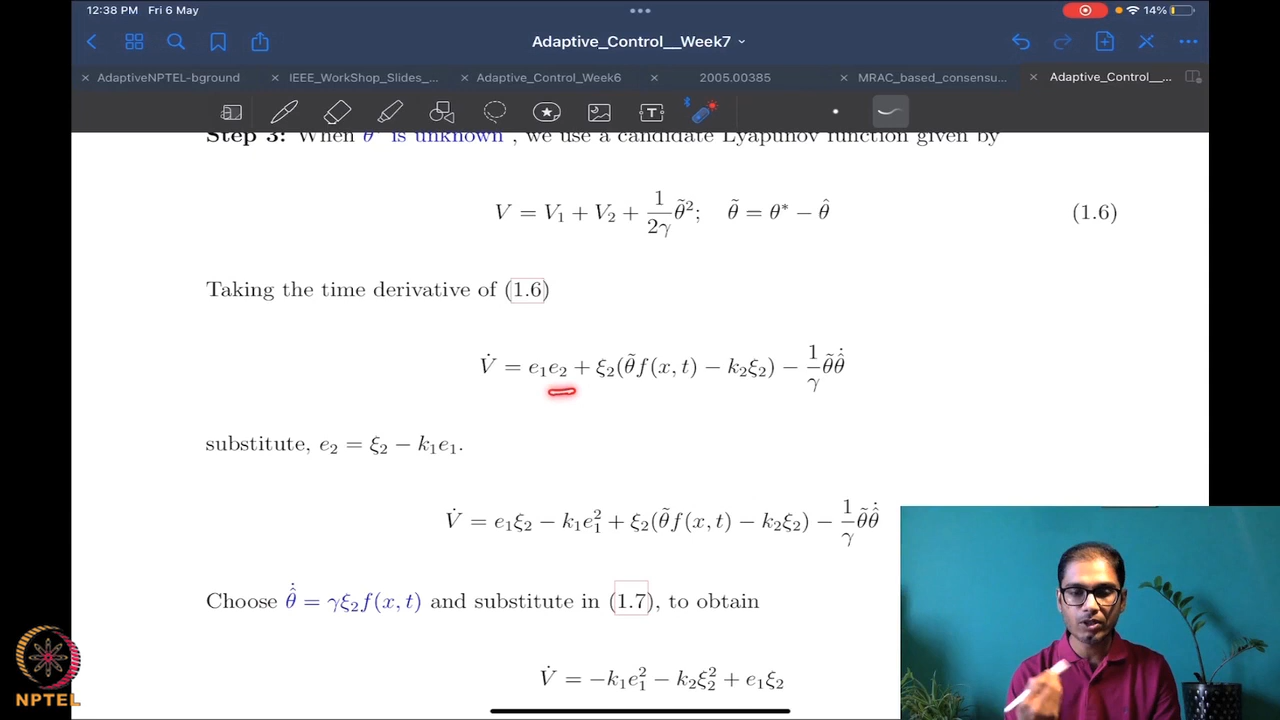 12:38 PM Fri 6 May
14%
Adaptive_Control__Week7
AdaptiveNPTEL-bground
IEEE_WorkShop_Slides_...
Adaptive_Control_Week6
2005.00385
MRAC_based_consensu...
Adaptive_Control__...
Step 3: When θ* is unknown , we use a candidate Lyapunov function given by
V = V₁ + V₂ + 1/2γ θ̃²; θ̃ = θ* − θ̂ (1.6)
Taking the time derivative of (1.6)
V̇ = e₁e₂ + ξ₂(θ̃f(x, t) − k₂ξ₂) − 1/γ θ̃θ̂̇
substitute, e₂ = ξ₂ − k₁e₁.
V̇ = e₁ξ₂ − k₁e₁² + ξ₂(θ̃f(x, t) − k₂ξ₂) − 1/γ θ̃θ̂̇
Choose θ̂̇ = γξ₂f(x, t) and substitute in (1.7), to obtain
V̇ = −k₁e₁² − k₂ξ₂² + e₁ξ₂
NPTEL